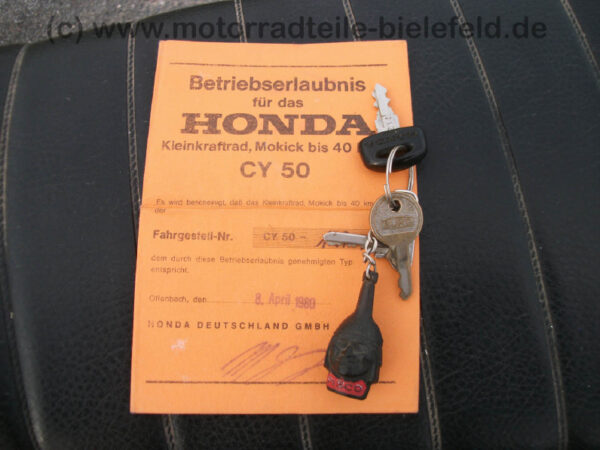 (c) www.motorradteile-bielefeld.de
Betriebserlaubnis
für das
HONDA
Kleinkraftrad, Mokick bis 40
CY 50
Es wird bescheinigt, daß das Kleinkraftrad, Mokick bis 40 km
der
Fahrgestell-Nr. CY 50 -
dem durch diese Betriebserlaubnis genehmigten Typ
entspricht.
Offenbach, den 8. April 1980
HONDA DEUTSCHLAND GMBH